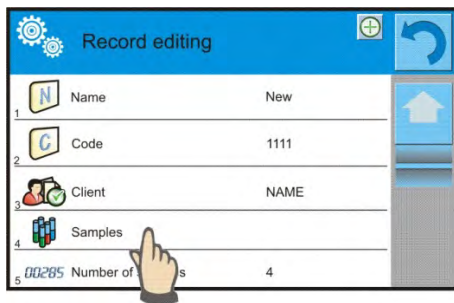 Record editing
1 N Name New
2 C Code 1111
3 Client NAME
4 Samples
5 00285 Number of s 4